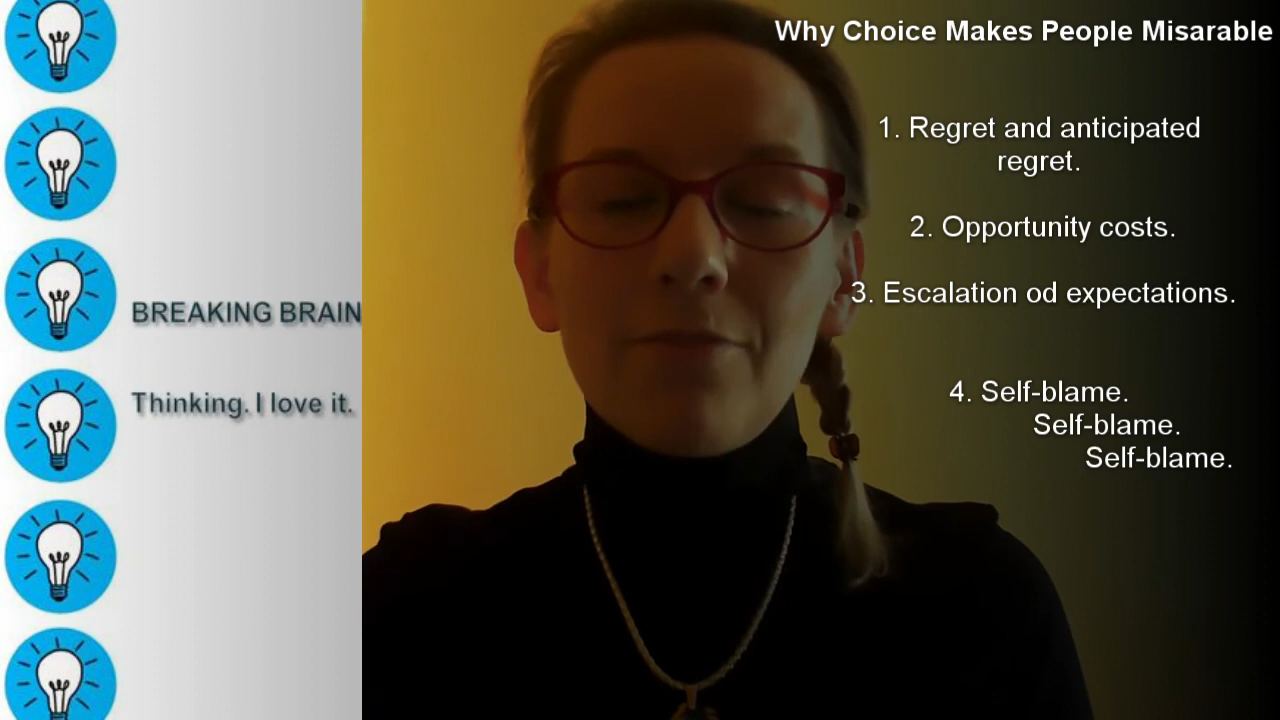 BREAKING BRAIN
Thinking. I love it.
Why Choice Makes People Misarable
1. Regret and anticipated
regret.
2. Opportunity costs.
3. Escalation od expectations.
4. Self-blame.
Self-blame.
Self-blame.